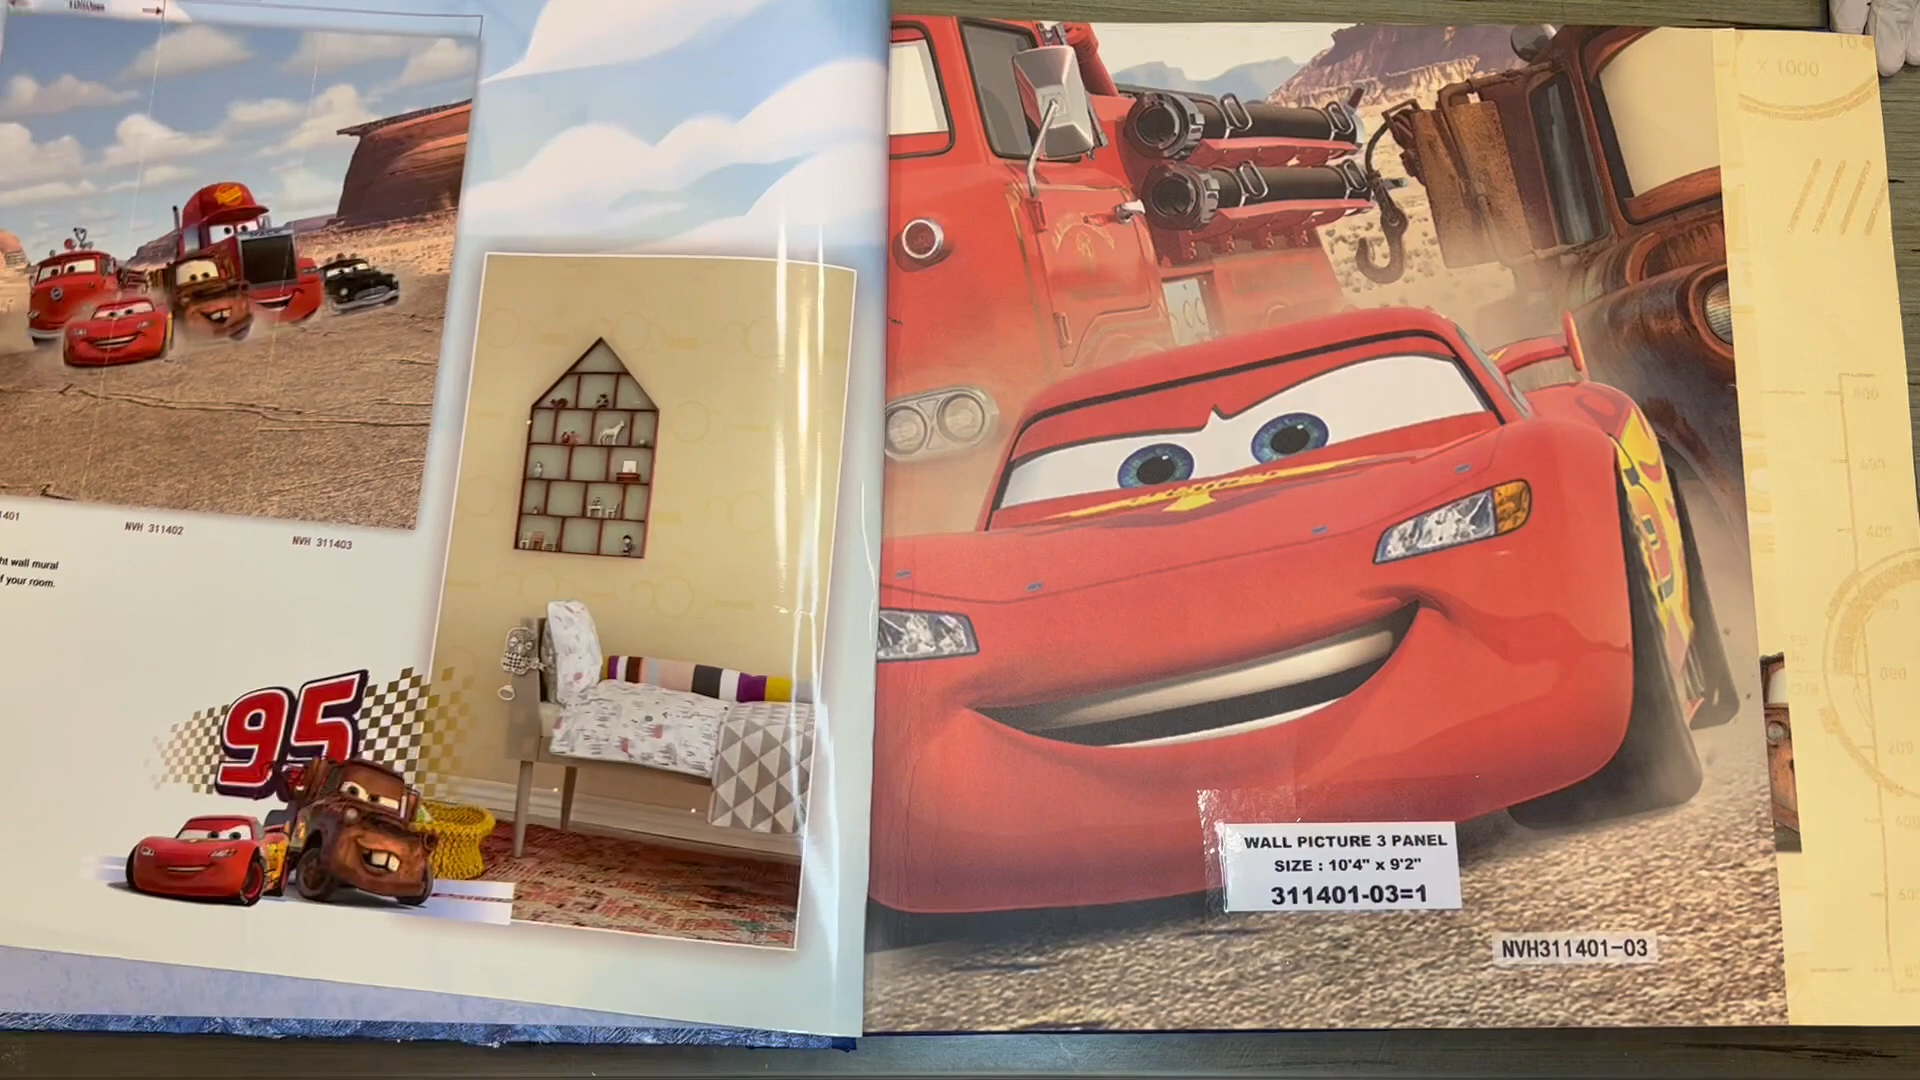 NVH 311402
NVH 311403
ht wall mural
f your room.
95
WALL PICTURE 3 PANEL
SIZE : 10'4" x 9'2"
311401-03=1
NVH311401-03
X 1000